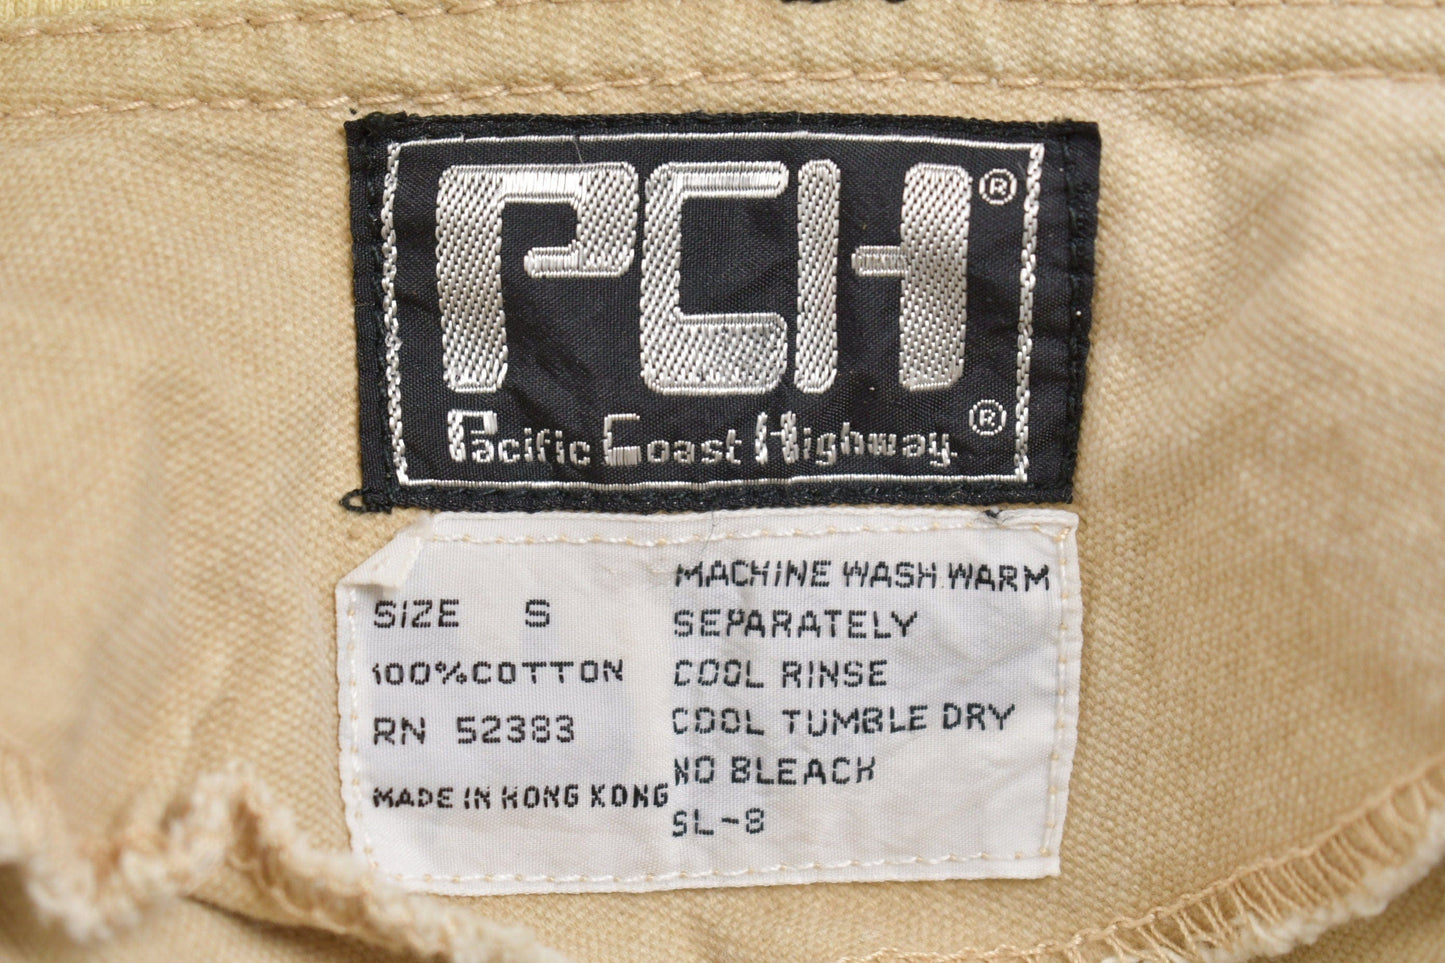 PCH®
Pacific Coast Highway®
SIZE S
100% COTTON
RN 52383
MADE IN HONG KONG
MACHINE WASH WARM
SEPARATELY
COOL RINSE
COOL TUMBLE DRY
NO BLEACH
SL-8